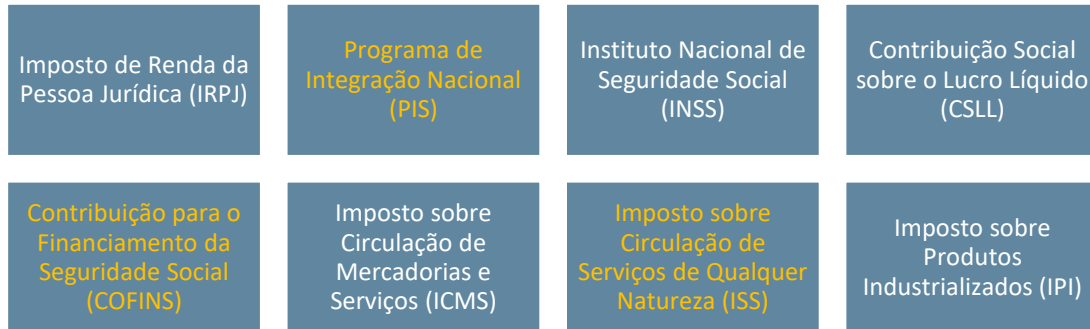 Imposto de Renda da
Pessoa Jurídica (IRPJ)
Programa de
Integração Nacional
(PIS)
Instituto Nacional de
Seguridade Social
(INSS)
Contribuição Social
sobre o Lucro Líquido
(CSLL)
Contribuição para o
Financiamento da
Seguridade Social
(COFINS)
Imposto sobre
Circulação de
Mercadorias e
Serviços (ICMS)
Imposto sobre
Circulação de
Serviços de Qualquer
Natureza (ISS)
Imposto sobre
Produtos
Industrializados (IPI)